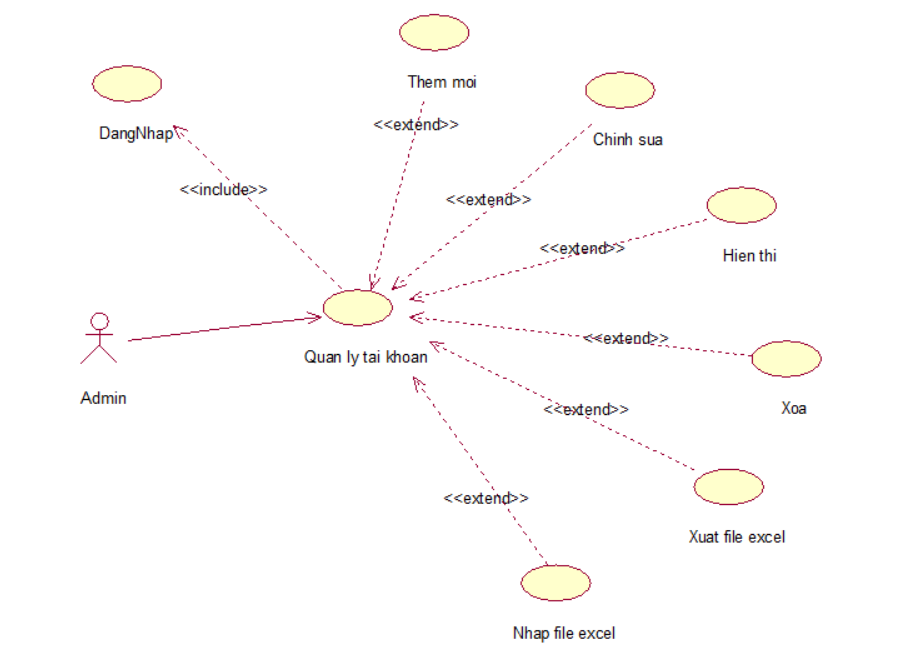 Them moi
<<extend>>
DangNhap
Chinh sua
<<include>>
<<extend>>
<<extend>>
Hien thi
<<extend>>
Quan ly tai khoan
Admin
Xoa
<<extend>>
<<extend>>
Xuat file excel
Nhap file excel